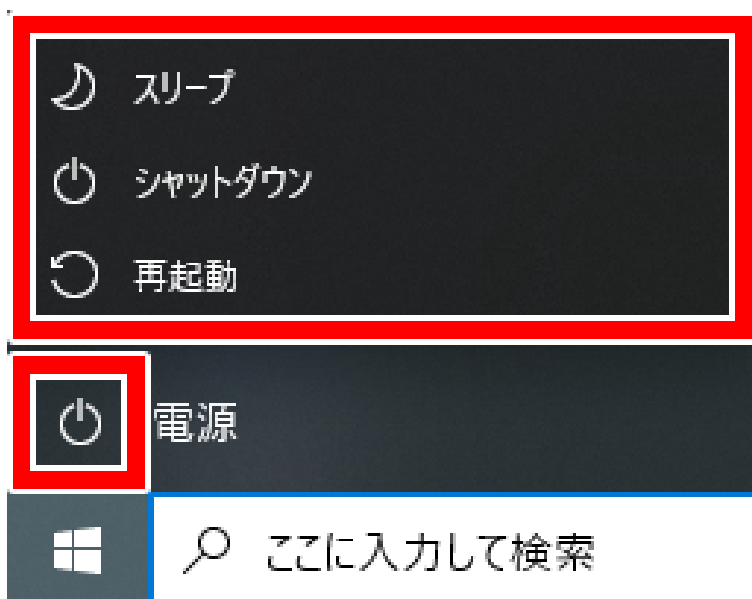 スリープ
シャットダウン
再起動
電源
ここに入力して検索